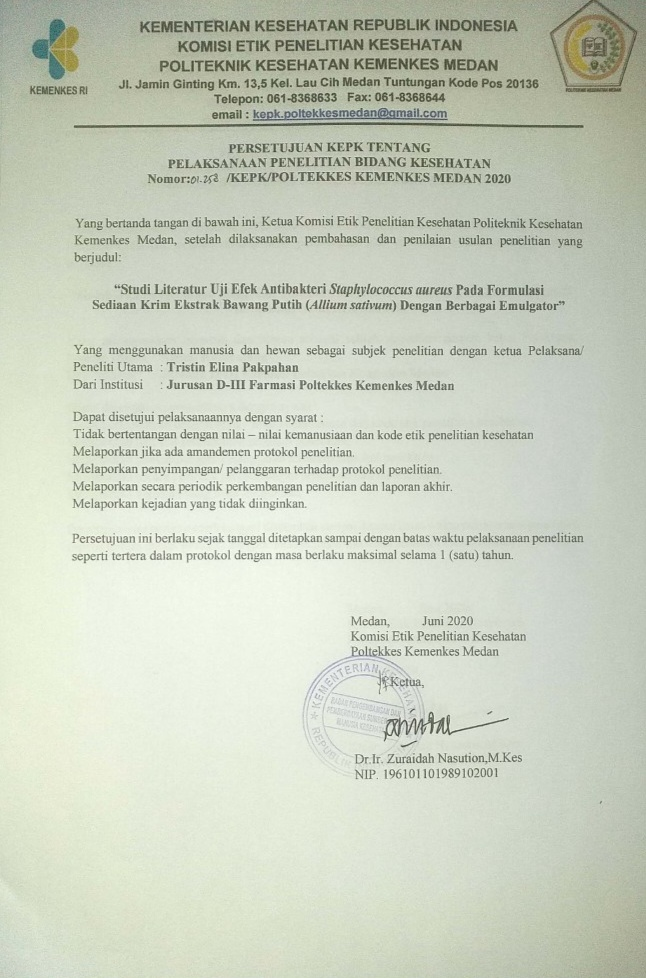 KEMENTERIAN KESEHATAN REPUBLIK INDONESIA
KOMISI ETIK PENELITIAN KESEHATAN
POLITEKNIK KESEHATAN KEMENKES MEDAN
KEMENKES RI
Jl. Jamin Ginting Km. 13,5 Kel. Lau Cih Medan Tuntungan Kode Pos 20136
POLITEKNIK KESEHATAN MEDAN
Telepon: 061-8368633 Fax: 061-8368644
email : kepk.poltekkesmedan@gmail.com
PERSETUJUAN KEPK TENTANG
PELAKSANAAN PENELITIAN BIDANG KESEHATAN
Nomor:01.258 /KEPK/POLTEKKES KEMENKES MEDAN 2020
Yang bertanda tangan di bawah ini, Ketua Komisi Etik Penelitian Kesehatan Politeknik Kesehatan
Kemenkes Medan, setelah dilaksanakan pembahasan dan penilaian usulan penelitian yang
berjudul:
“Studi Literatur Uji Efek Antibakteri Staphylococcus aureus Pada Formulasi
Sediaan Krim Ekstrak Bawang Putih (Allium sativum) Dengan Berbagai Emulgator”
Yang menggunakan manusia dan hewan sebagai subjek penelitian dengan ketua Pelaksana/
Peneliti Utama : Tristin Elina Pakpahan
Dari Institusi : Jurusan D-III Farmasi Poltekkes Kemenkes Medan
Dapat disetujui pelaksanaannya dengan syarat :
Tidak bertentangan dengan nilai – nilai kemanusiaan dan kode etik penelitian kesehatan
Melaporkan jika ada amandemen protokol penelitian.
Melaporkan penyimpangan/ pelanggaran terhadap protokol penelitian.
Melaporkan secara periodik perkembangan penelitian dan laporan akhir.
Melaporkan kejadian yang tidak diinginkan.
Persetujuan ini berlaku sejak tanggal ditetapkan sampai dengan batas waktu pelaksanaan penelitian
seperti tertera dalam protokol dengan masa berlaku maksimal selama 1 (satu) tahun.
Medan, Juni 2020
Komisi Etik Penelitian Kesehatan
Poltekkes Kemenkes Medan
Ketua,
KEMENTERIAN KESEHATAN
REPUBLIK
BADAN PENGEMBANGAN DAN
Dr.Ir. Zuraidah Nasution,M.Kes
NIP. 196101101989102001